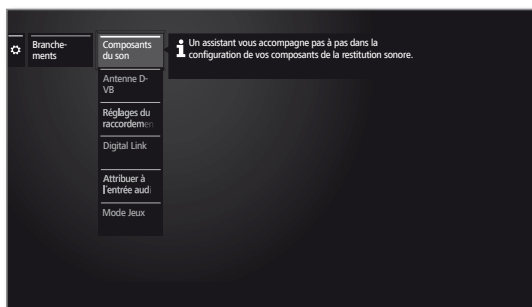 Branche-
ments
Composants
du son
Un assistant vous accompagne pas à pas dans la
configuration de vos composants de la restitution sonore.
Antenne D-
VB
Réglages du
raccordemen
Digital Link
Attribuer à
l'entrée audi
Mode Jeux